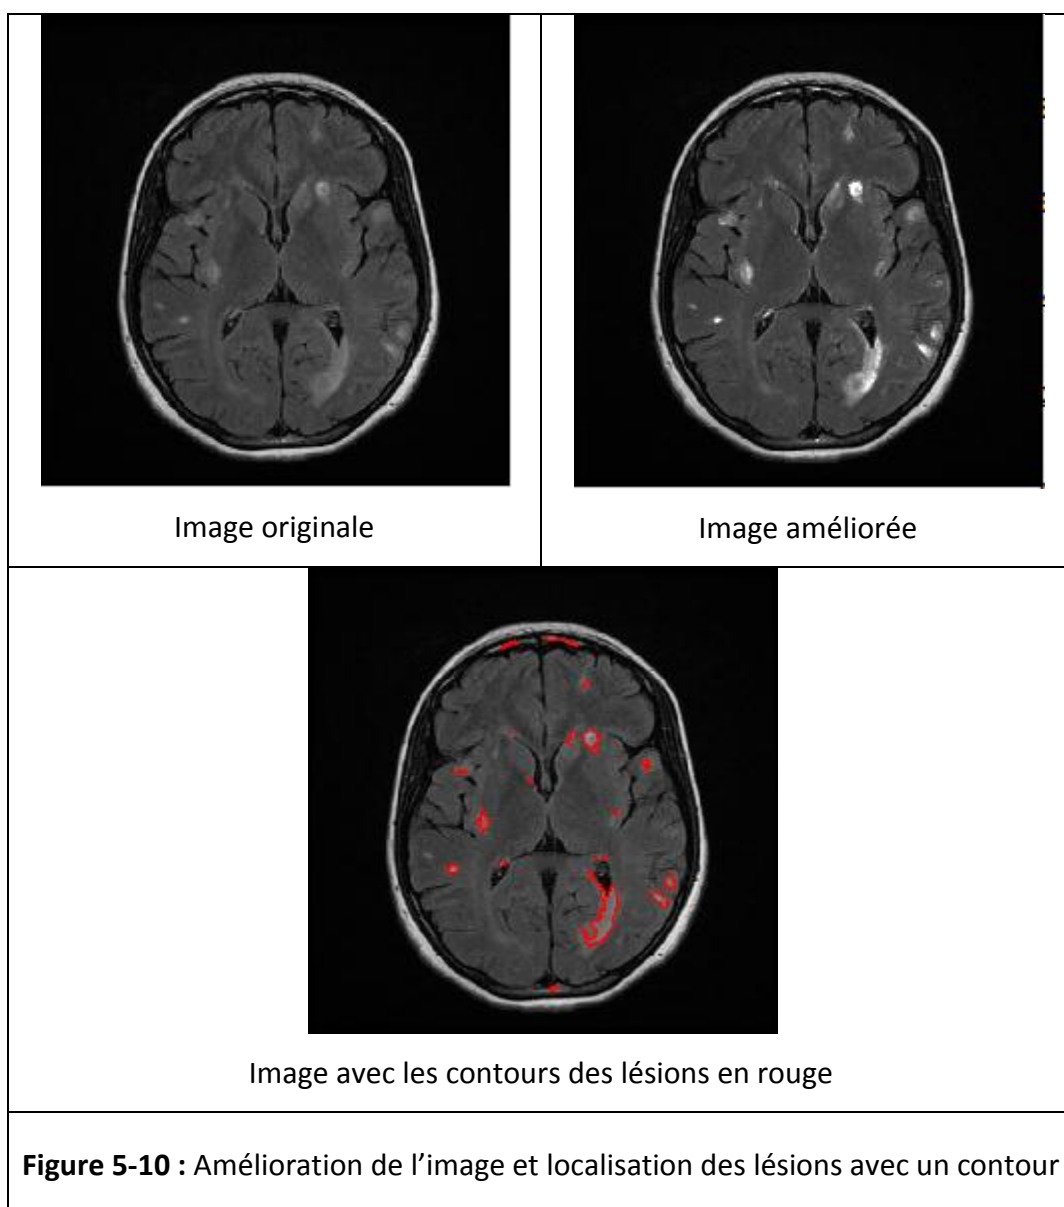 Image originale
Image améliorée
Image avec les contours des lésions en rouge
Figure 5-10 : Amélioration de l’image et localisation des lésions avec un contour